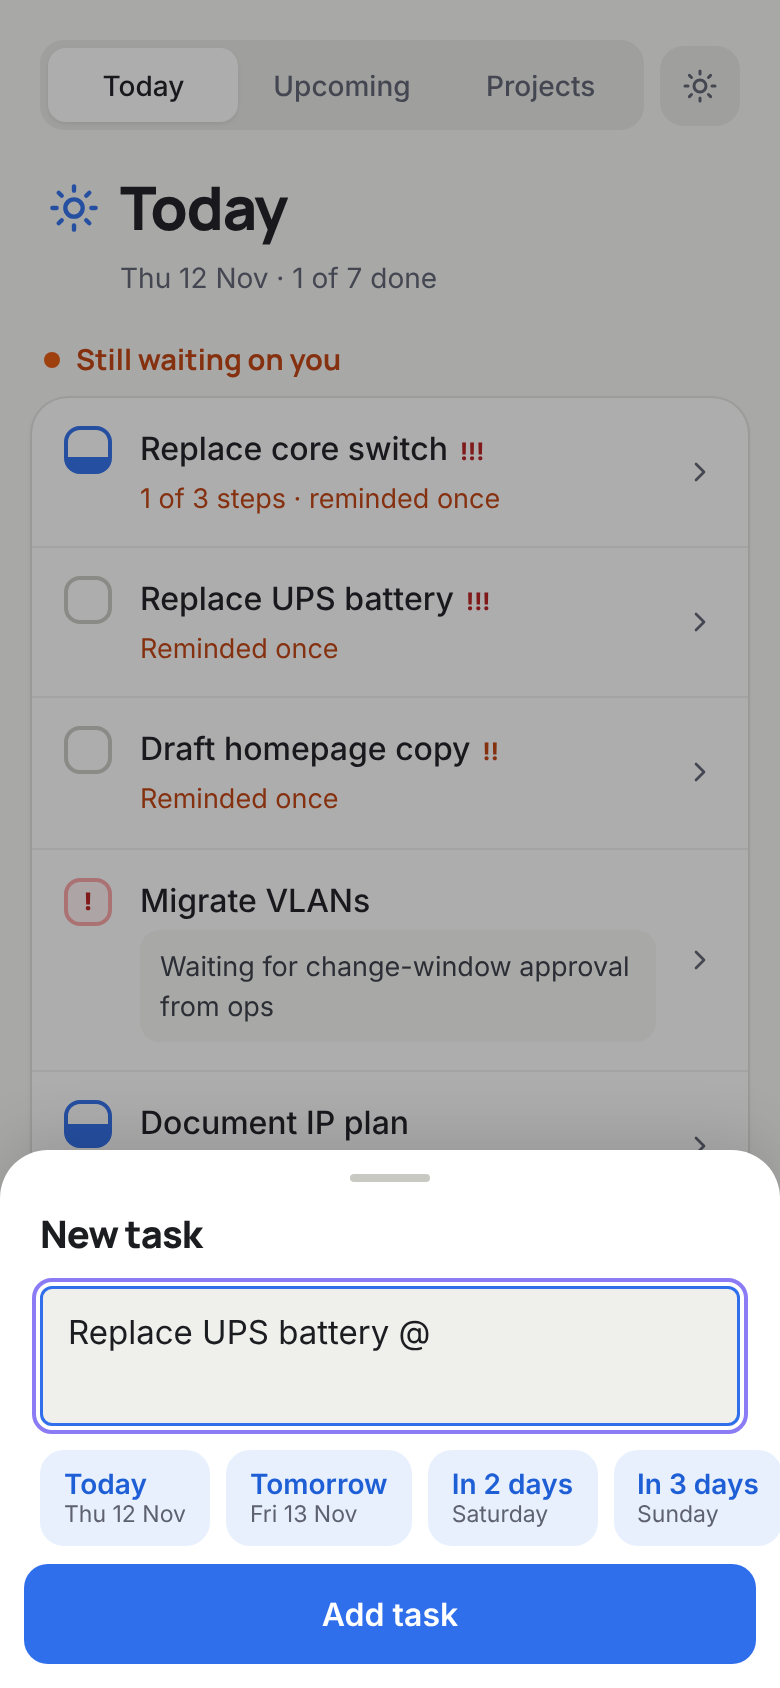 Today Upcoming Projects
Today
Thu 12 Nov · 1 of 7 done
Still waiting on you
Replace core switch !!!
1 of 3 steps · reminded once
Replace UPS battery !!!
Reminded once
Draft homepage copy !!
Reminded once
!
Migrate VLANs
Waiting for change-window approval
from ops
Document IP plan
New task
Replace UPS battery @
Today Tomorrow In 2 days In 3 days
Thu 12 Nov Fri 13 Nov Saturday Sunday
Add task